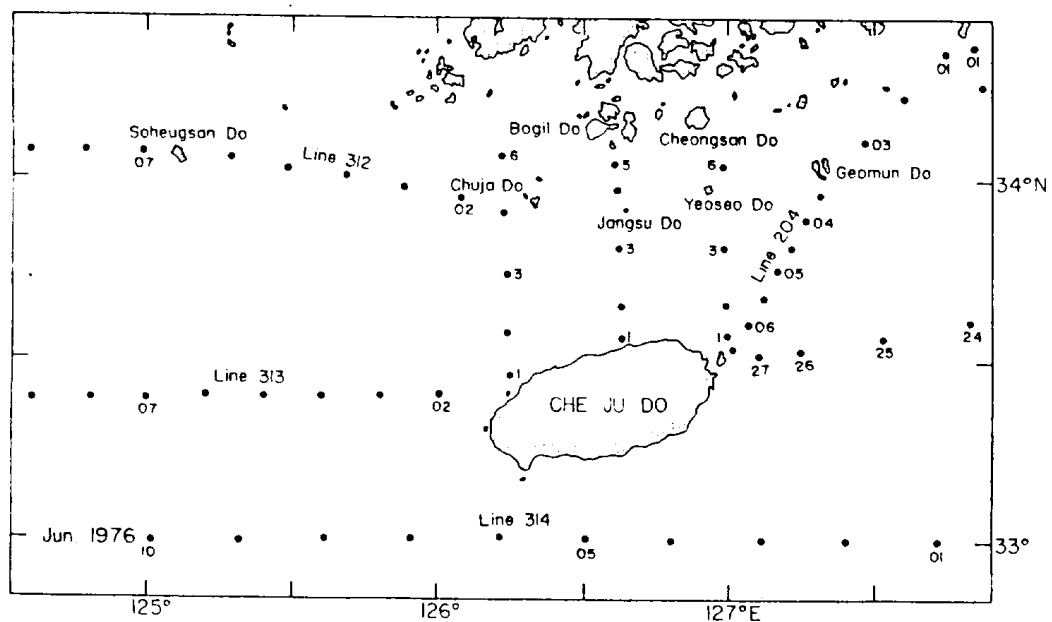 01 01
Bogil Do
Cheongsan Do
Soheugsan Do
03
07
Line 312
6
5
6
Geomun Do
34°N
Chuja Do
02
Yeoseo Do
Jangsu Do
04
Line 204
3
3
3
05
06
24
1
1
25
26
27
Line 313
1
07
02
CHE JU DO
Line 314
Jun. 1976
10
05
01
33°
125°
126°
127°E